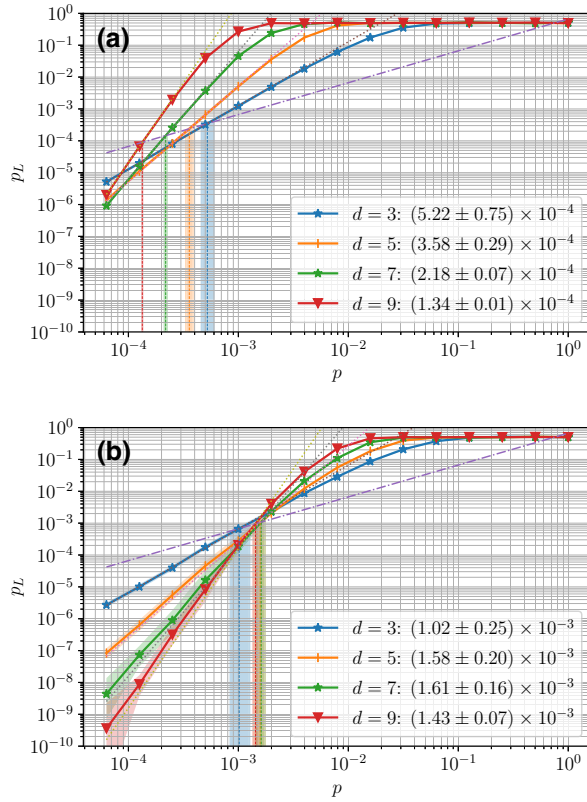 (a)
10^0
10^-1
10^-2
10^-3
10^-4
10^-5
10^-6
10^-7
10^-8
10^-9
10^-10
p_L
d = 3: (5.22 ± 0.75) × 10^-4
d = 5: (3.58 ± 0.29) × 10^-4
d = 7: (2.18 ± 0.07) × 10^-4
d = 9: (1.34 ± 0.01) × 10^-4
10^-4 10^-3 10^-2 10^-1 10^0
p
(b)
10^0
10^-1
10^-2
10^-3
10^-4
10^-5
10^-6
10^-7
10^-8
10^-9
10^-10
p_L
d = 3: (1.02 ± 0.25) × 10^-3
d = 5: (1.58 ± 0.20) × 10^-3
d = 7: (1.61 ± 0.16) × 10^-3
d = 9: (1.43 ± 0.07) × 10^-3
10^-4 10^-3 10^-2 10^-1 10^0
p